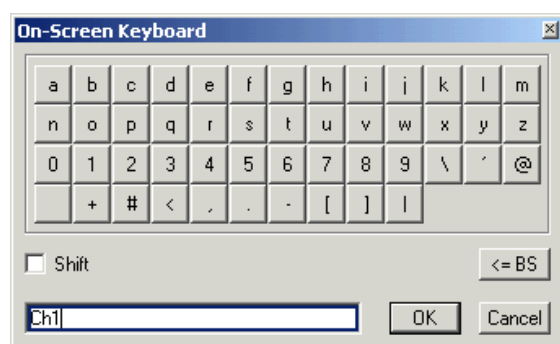 On-Screen Keyboard
a b c d e f g h i j k l m
n o p q r s t u v w x y z
0 1 2 3 4 5 6 7 8 9 \ ´ @
+ # < , . - [ ] |
Shift
<= BS
Ch1
OK
Cancel